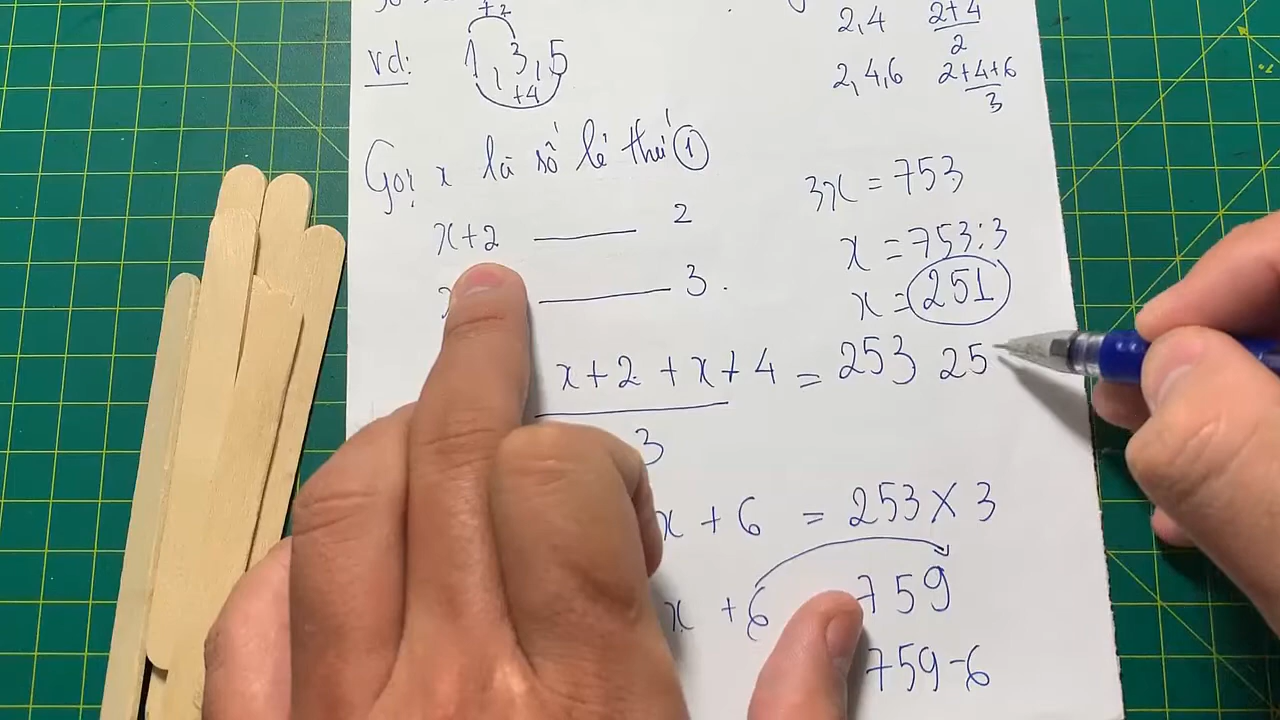 +2
vd: 1, 3, 5
+4
Gọi x là số lẻ thứ 1
x+2 2
3.
x+2 +x+4 = 253
3
x + 6 = 253 x 3
x +6 759
759-6
2,4 2+4
2
2,4,6 2+4+6
3
3x = 753
x = 753:3
x = 251
25